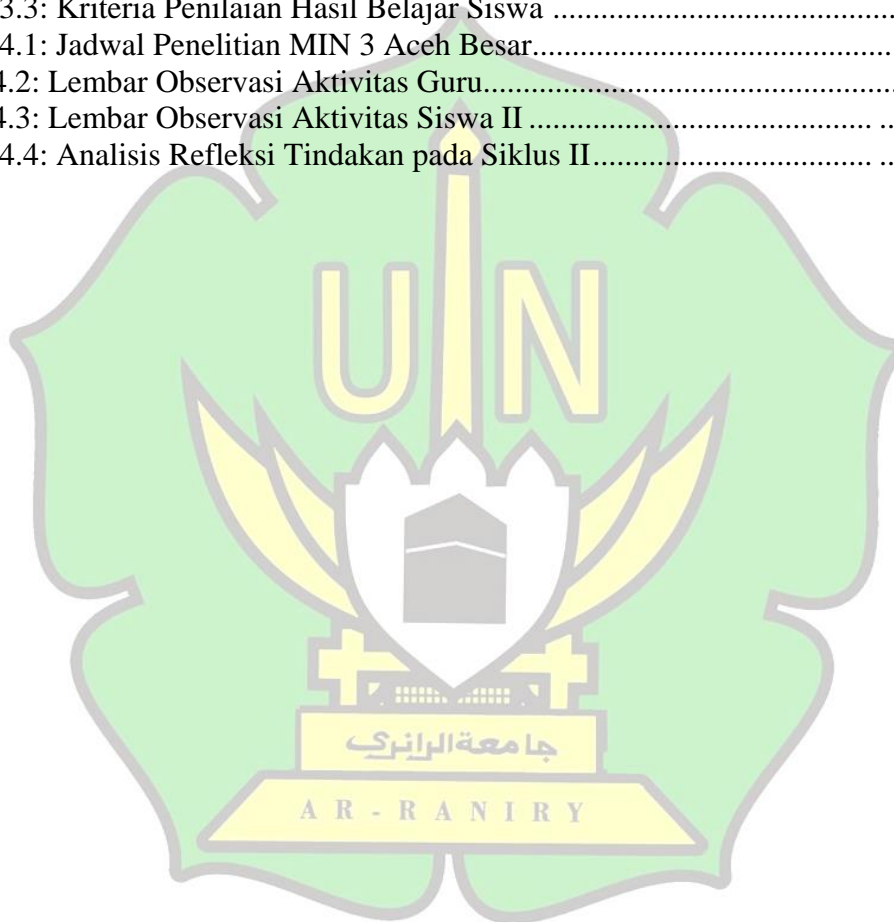 3.3: Kriteria Penilaian Hasil Belajar Siswa ........................................
4.1: Jadwal Penelitian MIN 3 Aceh Besar..........................................
4.2: Lembar Observasi Aktivitas Guru...............................................
4.3: Lembar Observasi Aktivitas Siswa II ....................................... ..
4.4: Analisis Refleksi Tindakan pada Siklus II................................ ..
UIN
جامعةالرانرك
AR-RANIRY